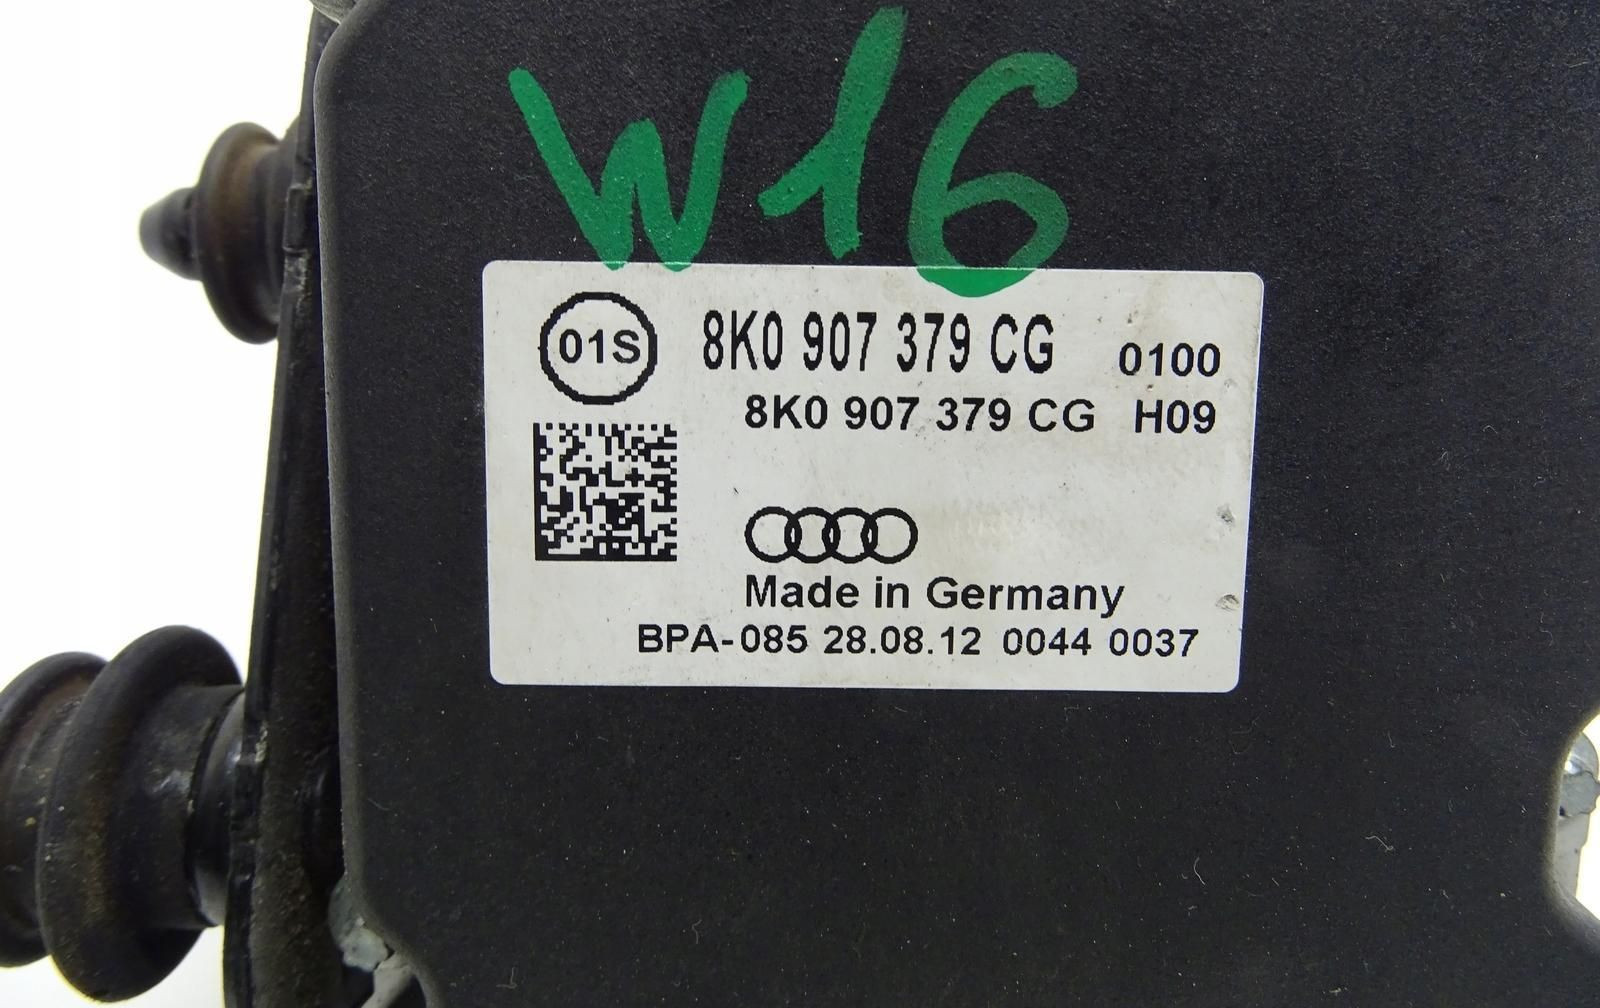 W16
01S 8K0 907 379 CG 0100
8K0 907 379 CG H09
Made in Germany
BPA-085 28.08.12 0044 0037